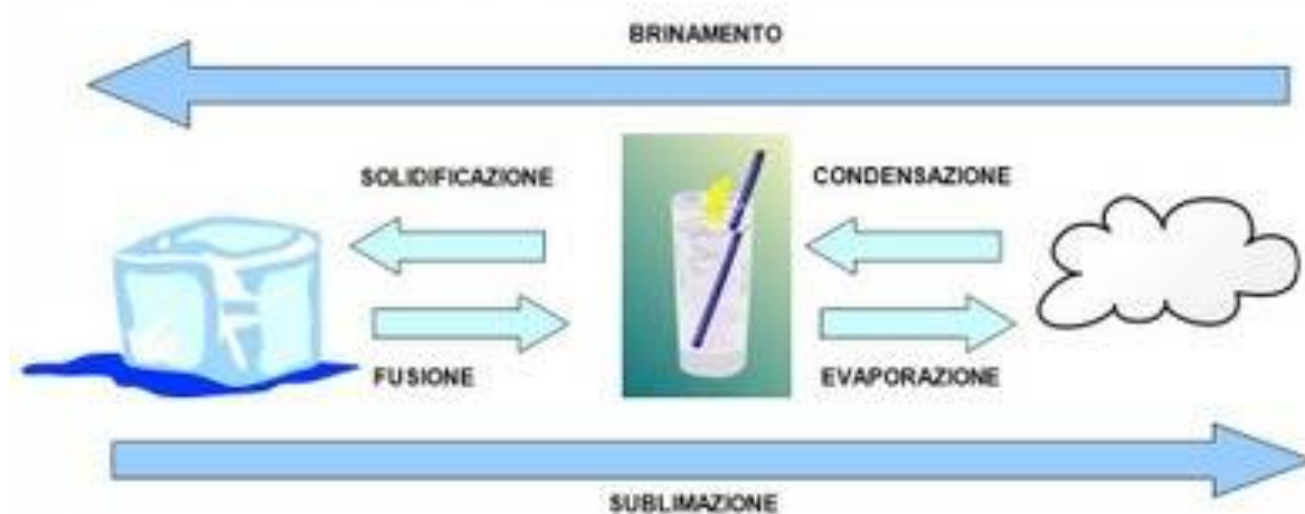 BRINAMENTO
SOLIDIFICAZIONE
CONDENSAZIONE
FUSIONE
EVAPORAZIONE
SUBLIMAZIONE